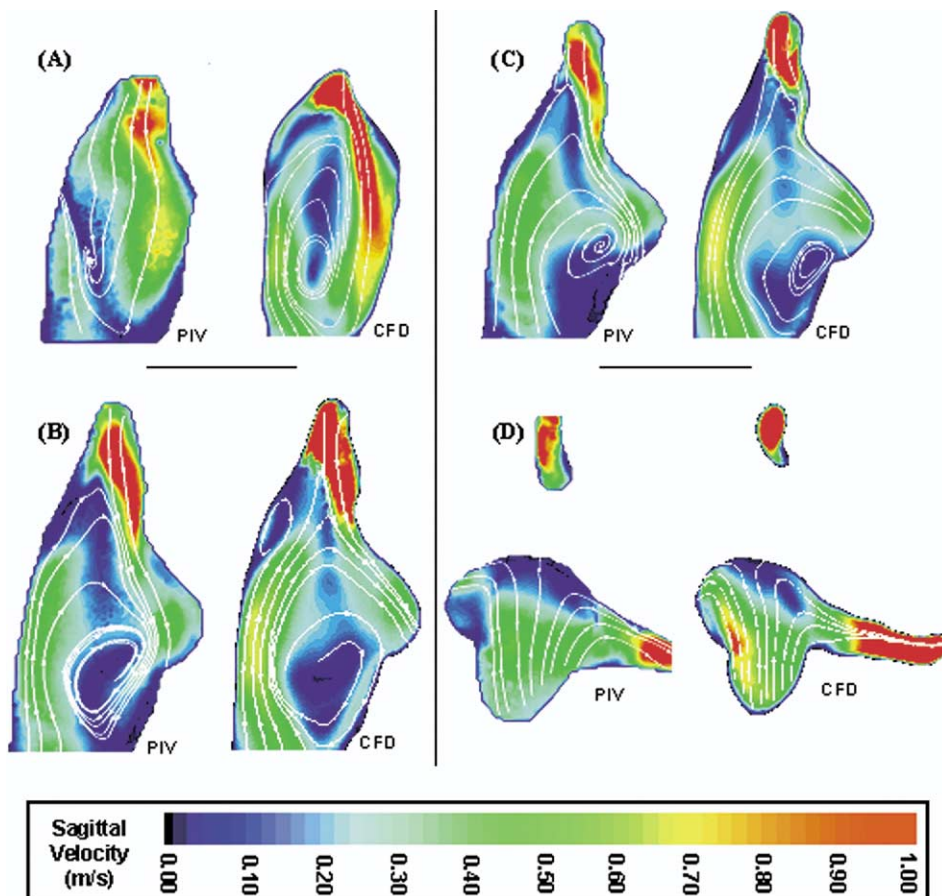 (A)
PIV
CFD
(C)
PIV
CFD
(B)
PIV
CFD
(D)
PIV
CFD
Sagittal
Velocity
(m/s)
0.00
0.10
0.20
0.30
0.40
0.50
0.60
0.70
0.80
0.90
1.00